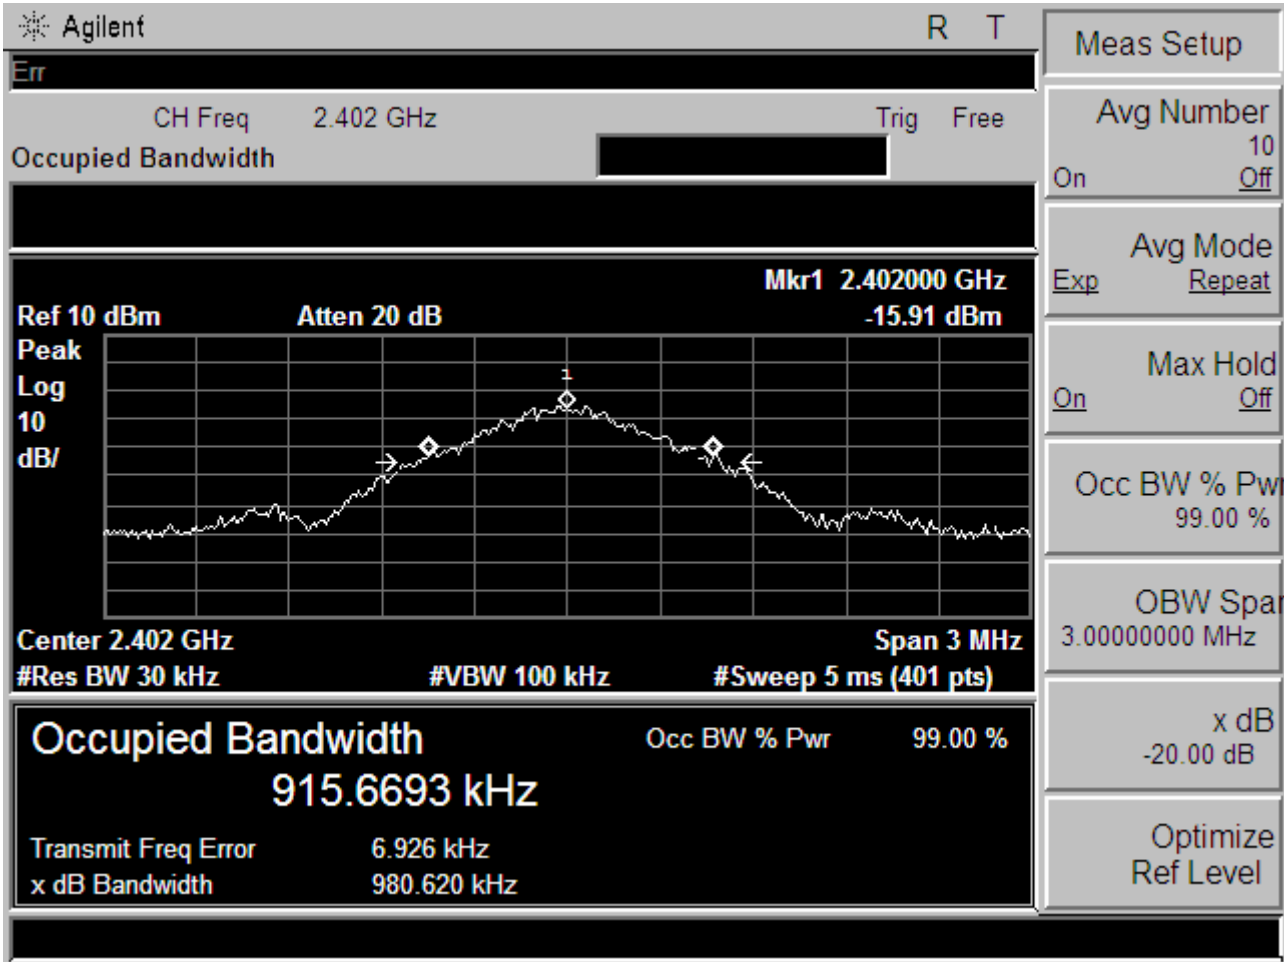 Agilent R T
Err
CH Freq 2.402 GHz Trig Free
Occupied Bandwidth
Mkr1 2.402000 GHz
Ref 10 dBm Atten 20 dB -15.91 dBm
Peak
Log
10
dB/
1
Center 2.402 GHz Span 3 MHz
#Res BW 30 kHz #VBW 100 kHz #Sweep 5 ms (401 pts)
Occupied Bandwidth Occ BW % Pwr 99.00 %
915.6693 kHz
Transmit Freq Error 6.926 kHz
x dB Bandwidth 980.620 kHz
Meas Setup
Avg Number
10
On Off
Avg Mode
Exp Repeat
Max Hold
On Off
Occ BW % Pwr
99.00 %
OBW Span
3.00000000 MHz
x dB
-20.00 dB
Optimize
Ref Level